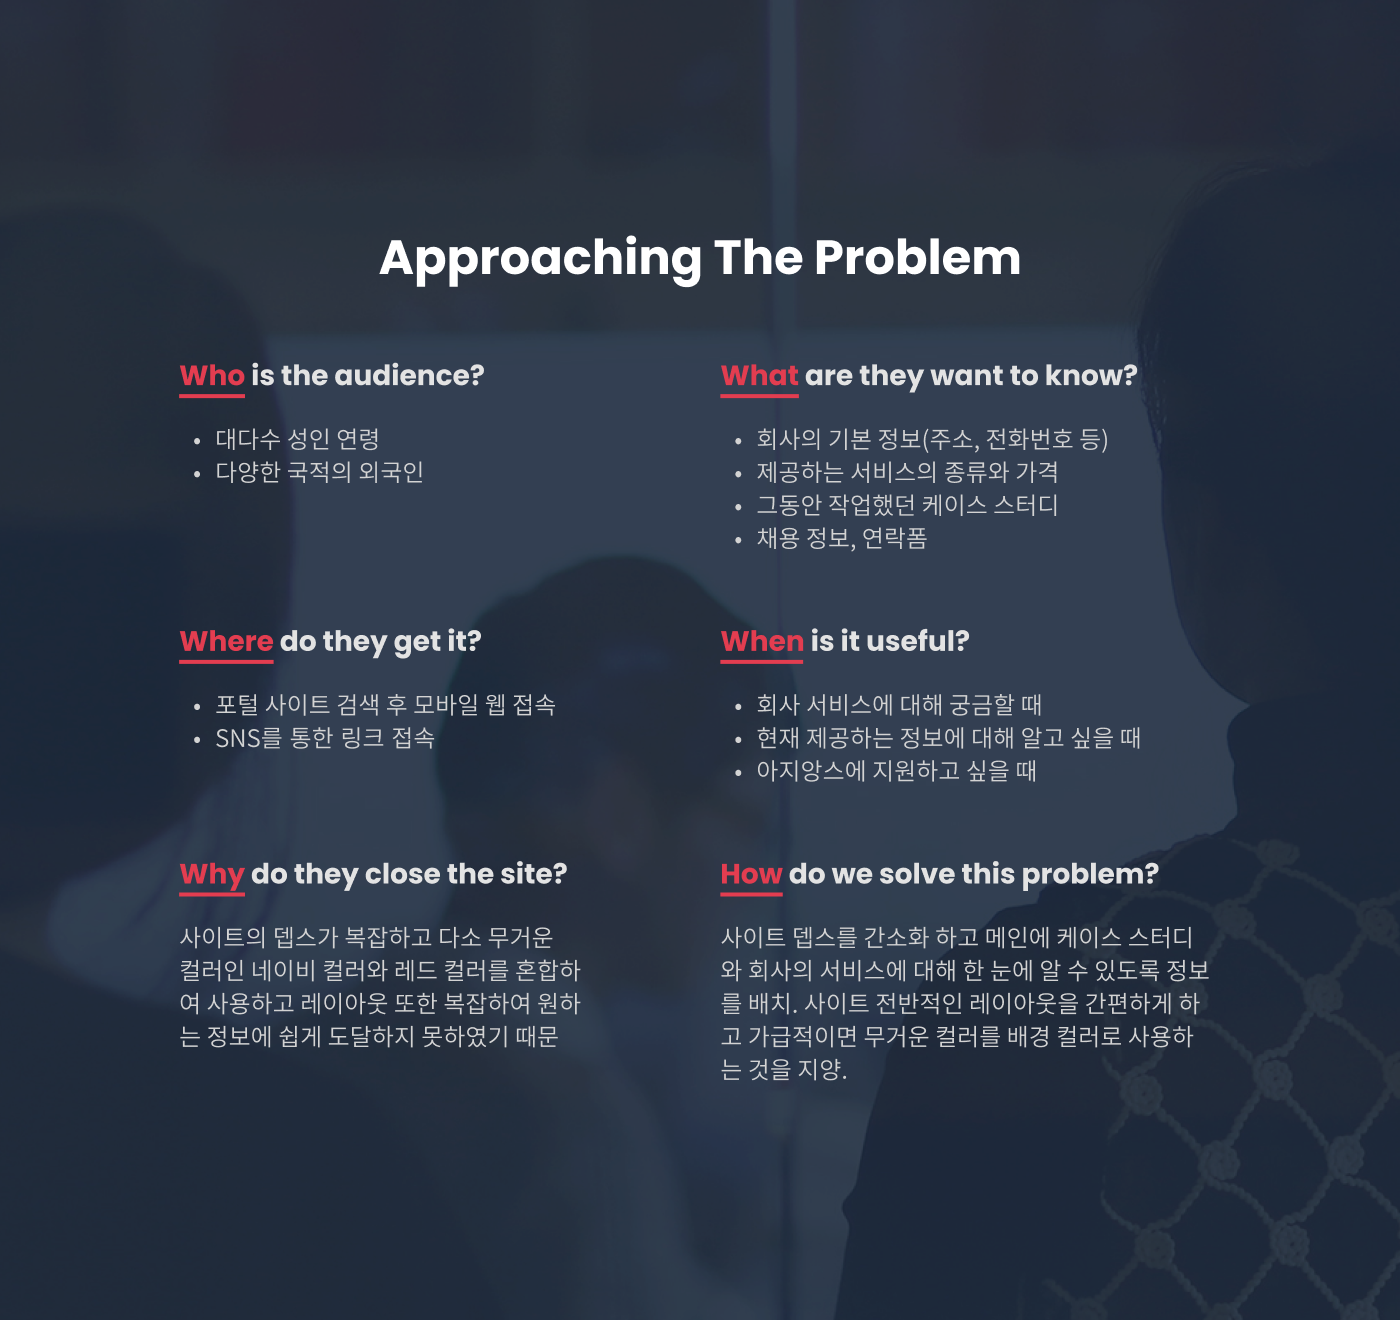 Approaching The Problem
Who is the audience?
• 대다수 성인 연령
• 다양한 국적의 외국인
What are they want to know?
• 회사의 기본 정보(주소, 전화번호 등)
• 제공하는 서비스의 종류와 가격
• 그동안 작업했던 케이스 스터디
• 채용 정보, 연락폼
Where do they get it?
• 포털 사이트 검색 후 모바일 웹 접속
• SNS를 통한 링크 접속
When is it useful?
• 회사 서비스에 대해 궁금할 때
• 현재 제공하는 정보에 대해 알고 싶을 때
• 아지앙스에 지원하고 싶을 때
Why do they close the site?
사이트의 뎁스가 복잡하고 다소 무거운
컬러인 네이비 컬러와 레드 컬러를 혼합하
여 사용하고 레이아웃 또한 복잡하여 원하
는 정보에 쉽게 도달하지 못하였기 때문
How do we solve this problem?
사이트 뎁스를 간소화 하고 메인에 케이스 스터디
와 회사의 서비스에 대해 한 눈에 알 수 있도록 정보
를 배치. 사이트 전반적인 레이아웃을 간편하게 하
고 가급적이면 무거운 컬러를 배경 컬러로 사용하
는 것을 지양.